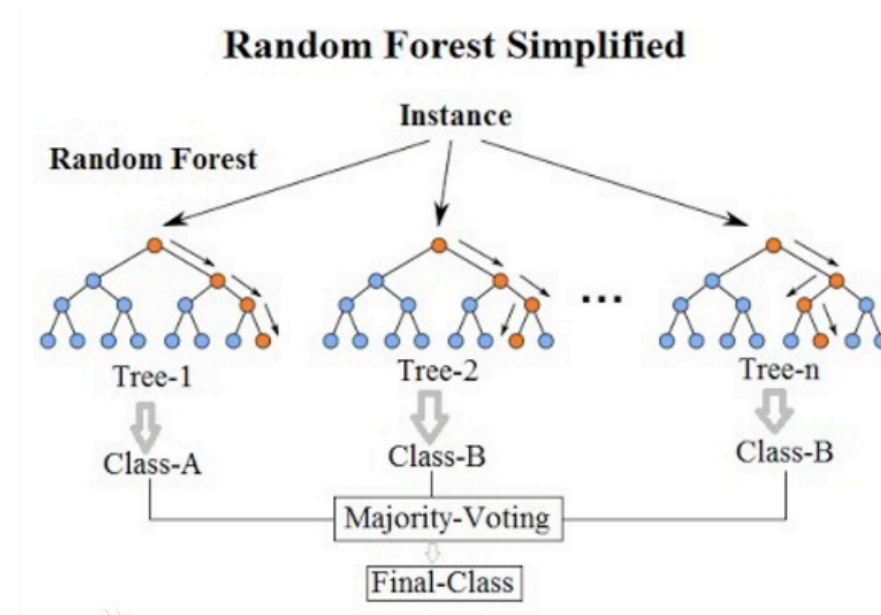 Random Forest Simplified
Instance
Random Forest
...
Tree-1
Tree-2
Tree-n
Class-A
Class-B
Class-B
Majority-Voting
Final-Class